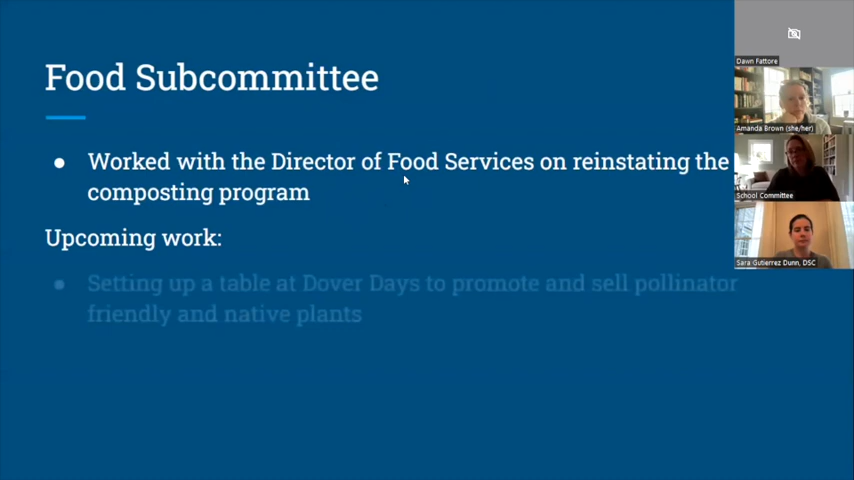 Food Subcommittee
● Worked with the Director of Food Services on reinstating the
composting program
Upcoming work:
● Setting up a table at Dover Days to promote and sell pollinator
friendly and native plants
Dawn Fattore
Amanda Brown (she/her)
School Committee
Sara Gutierrez Dunn, DSC